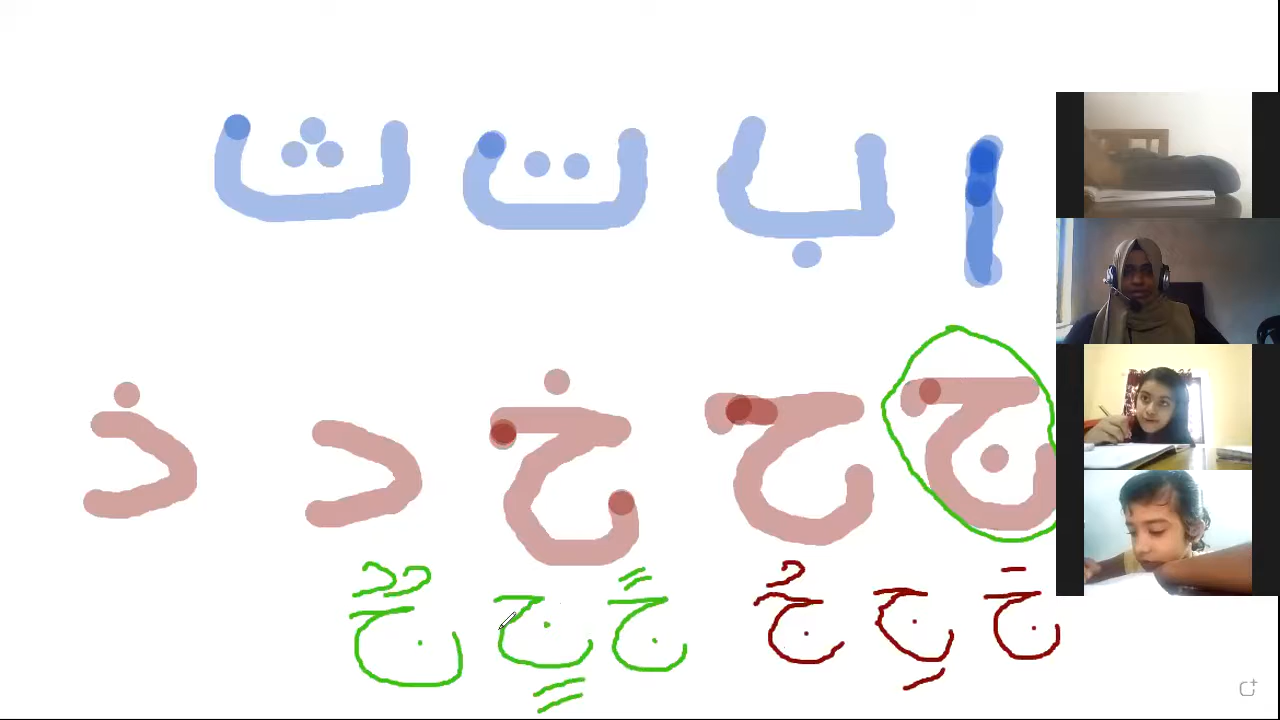 ا ب ت ث
ج ح خ د ذ
جَ جِ جُ جً جٍ جٌ